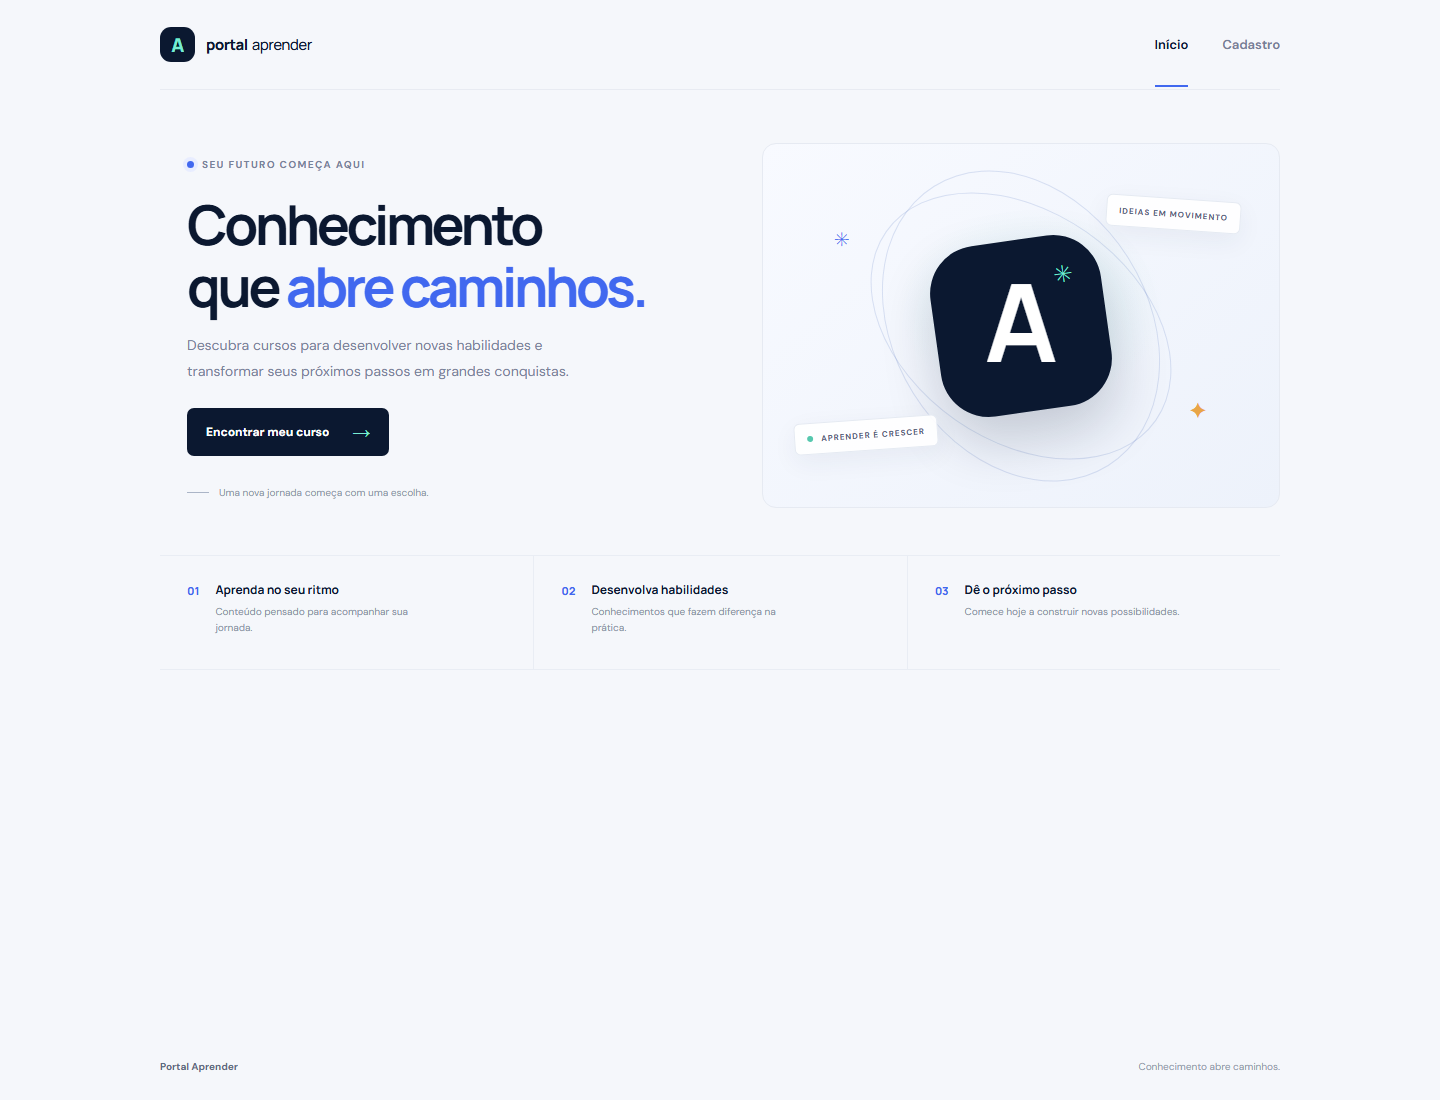 A
portal aprender
Início
Cadastro
SEU FUTURO COMEÇA AQUI
Conhecimento
que abre caminhos.
Descubra cursos para desenvolver novas habilidades e
transformar seus próximos passos em grandes conquistas.
Encontrar meu curso →
Uma nova jornada começa com uma escolha.
IDEIAS EM MOVIMENTO
A
APRENDER É CRESCER
01
Aprenda no seu ritmo
Conteúdo pensado para acompanhar sua
jornada.
02
Desenvolva habilidades
Conhecimentos que fazem diferença na
prática.
03
Dê o próximo passo
Comece hoje a construir novas possibilidades.
Portal Aprender
Conhecimento abre caminhos.